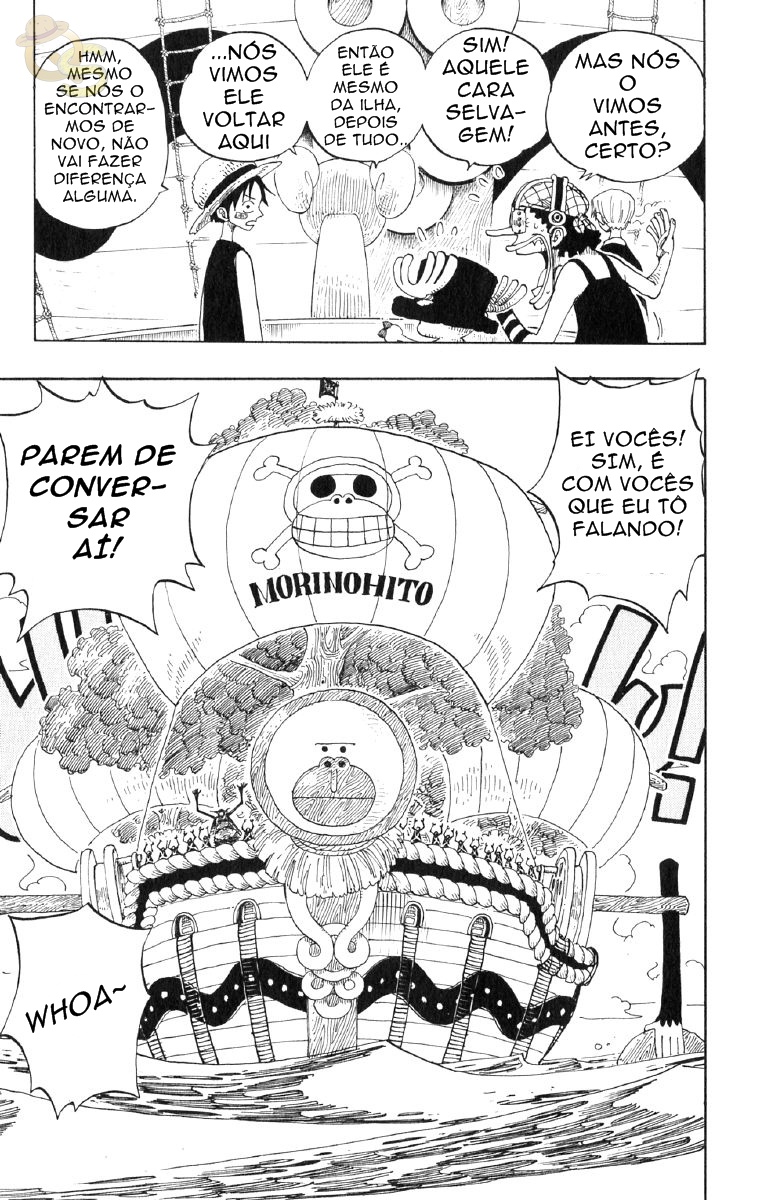 MAS NÓS
O
VIMOS
ANTES,
CERTO?
SIM!
AQUELE
CARA
SELVA-
GEM!
ENTÃO
ELE É
MESMO
DA ILHA,
DEPOIS
DE TUDO..
...NÓS
VIMOS
ELE
VOLTAR
AQUI
HMM,
MESMO
SE NÓS O
ENCONTRAR-
MOS DE
NOVO, NÃO
VAI FAZER
DIFERENÇA
ALGUMA.
EI VOCÊS!
SIM, É
COM VOCÊS
QUE EU TÔ
FALANDO!
PAREM DE
CONVER-
SAR
AÍ!
MORINOHITO
WHOA~